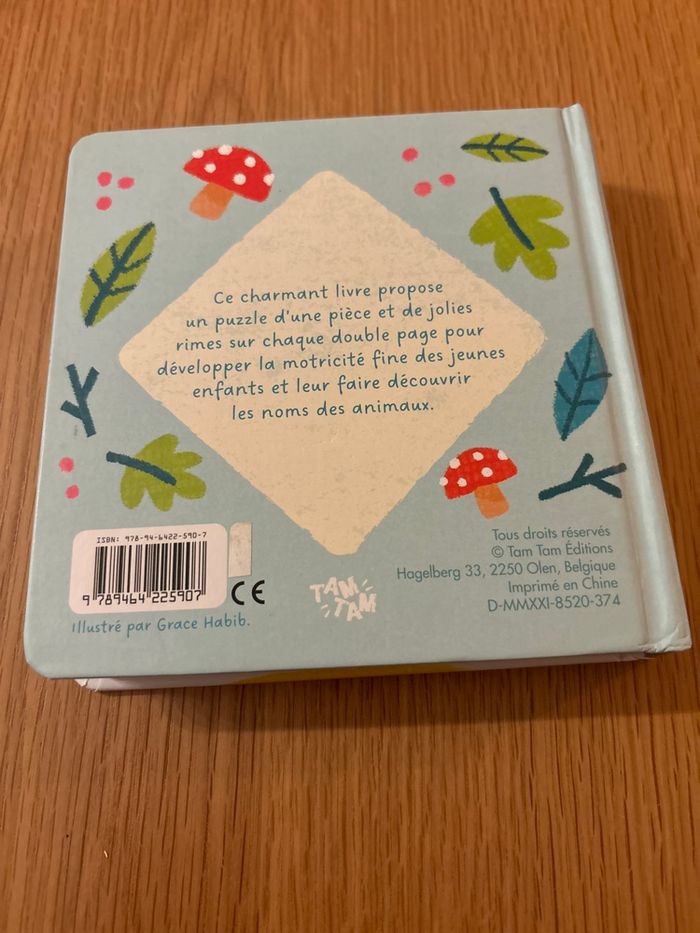 Ce charmant livre propose
un puzzle d'une pièce et de jolies
rimes sur chaque double page pour
développer la motricité fine des jeunes
enfants et leur faire découvrir
les noms des animaux.
ISBN: 978-94-6422-590-7
9 789464 225907
CE
Illustré par Grace Habib.
TAM
TAM
Tous droits réservés
© Tam Tam Éditions
Hagelberg 33, 2250 Olen, Belgique
Imprimé en Chine
D-MMXXI-8520-374